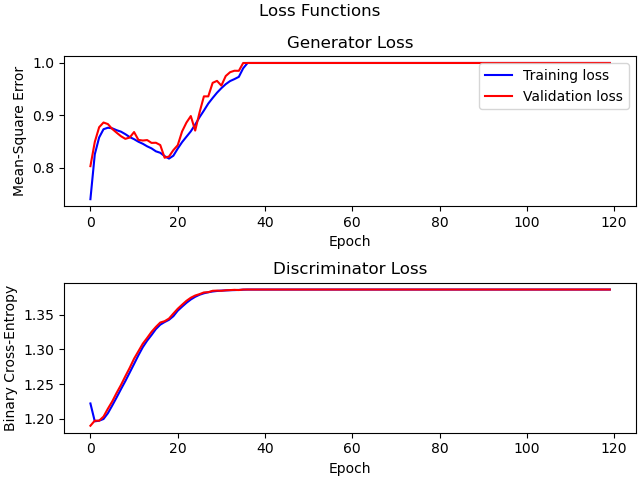 Loss Functions
Generator Loss
Mean-Square Error
1.0
0.9
0.8
Training loss
Validation loss
0 20 40 60 80 100 120
Epoch
Discriminator Loss
Binary Cross-Entropy
1.35
1.30
1.25
1.20
0 20 40 60 80 100 120
Epoch